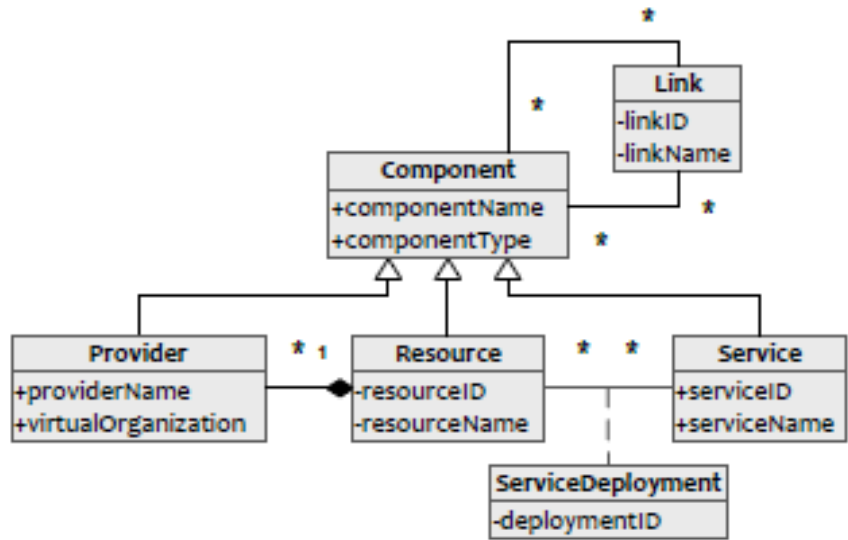 *
Link
*
-linkID
-linkName
Component
+componentName
*
+componentType
*
Provider
* 1
Resource
* *
Service
+providerName
-resourceID
+serviceID
+virtualOrganization
-resourceName
+serviceName
ServiceDeployment
-deploymentID